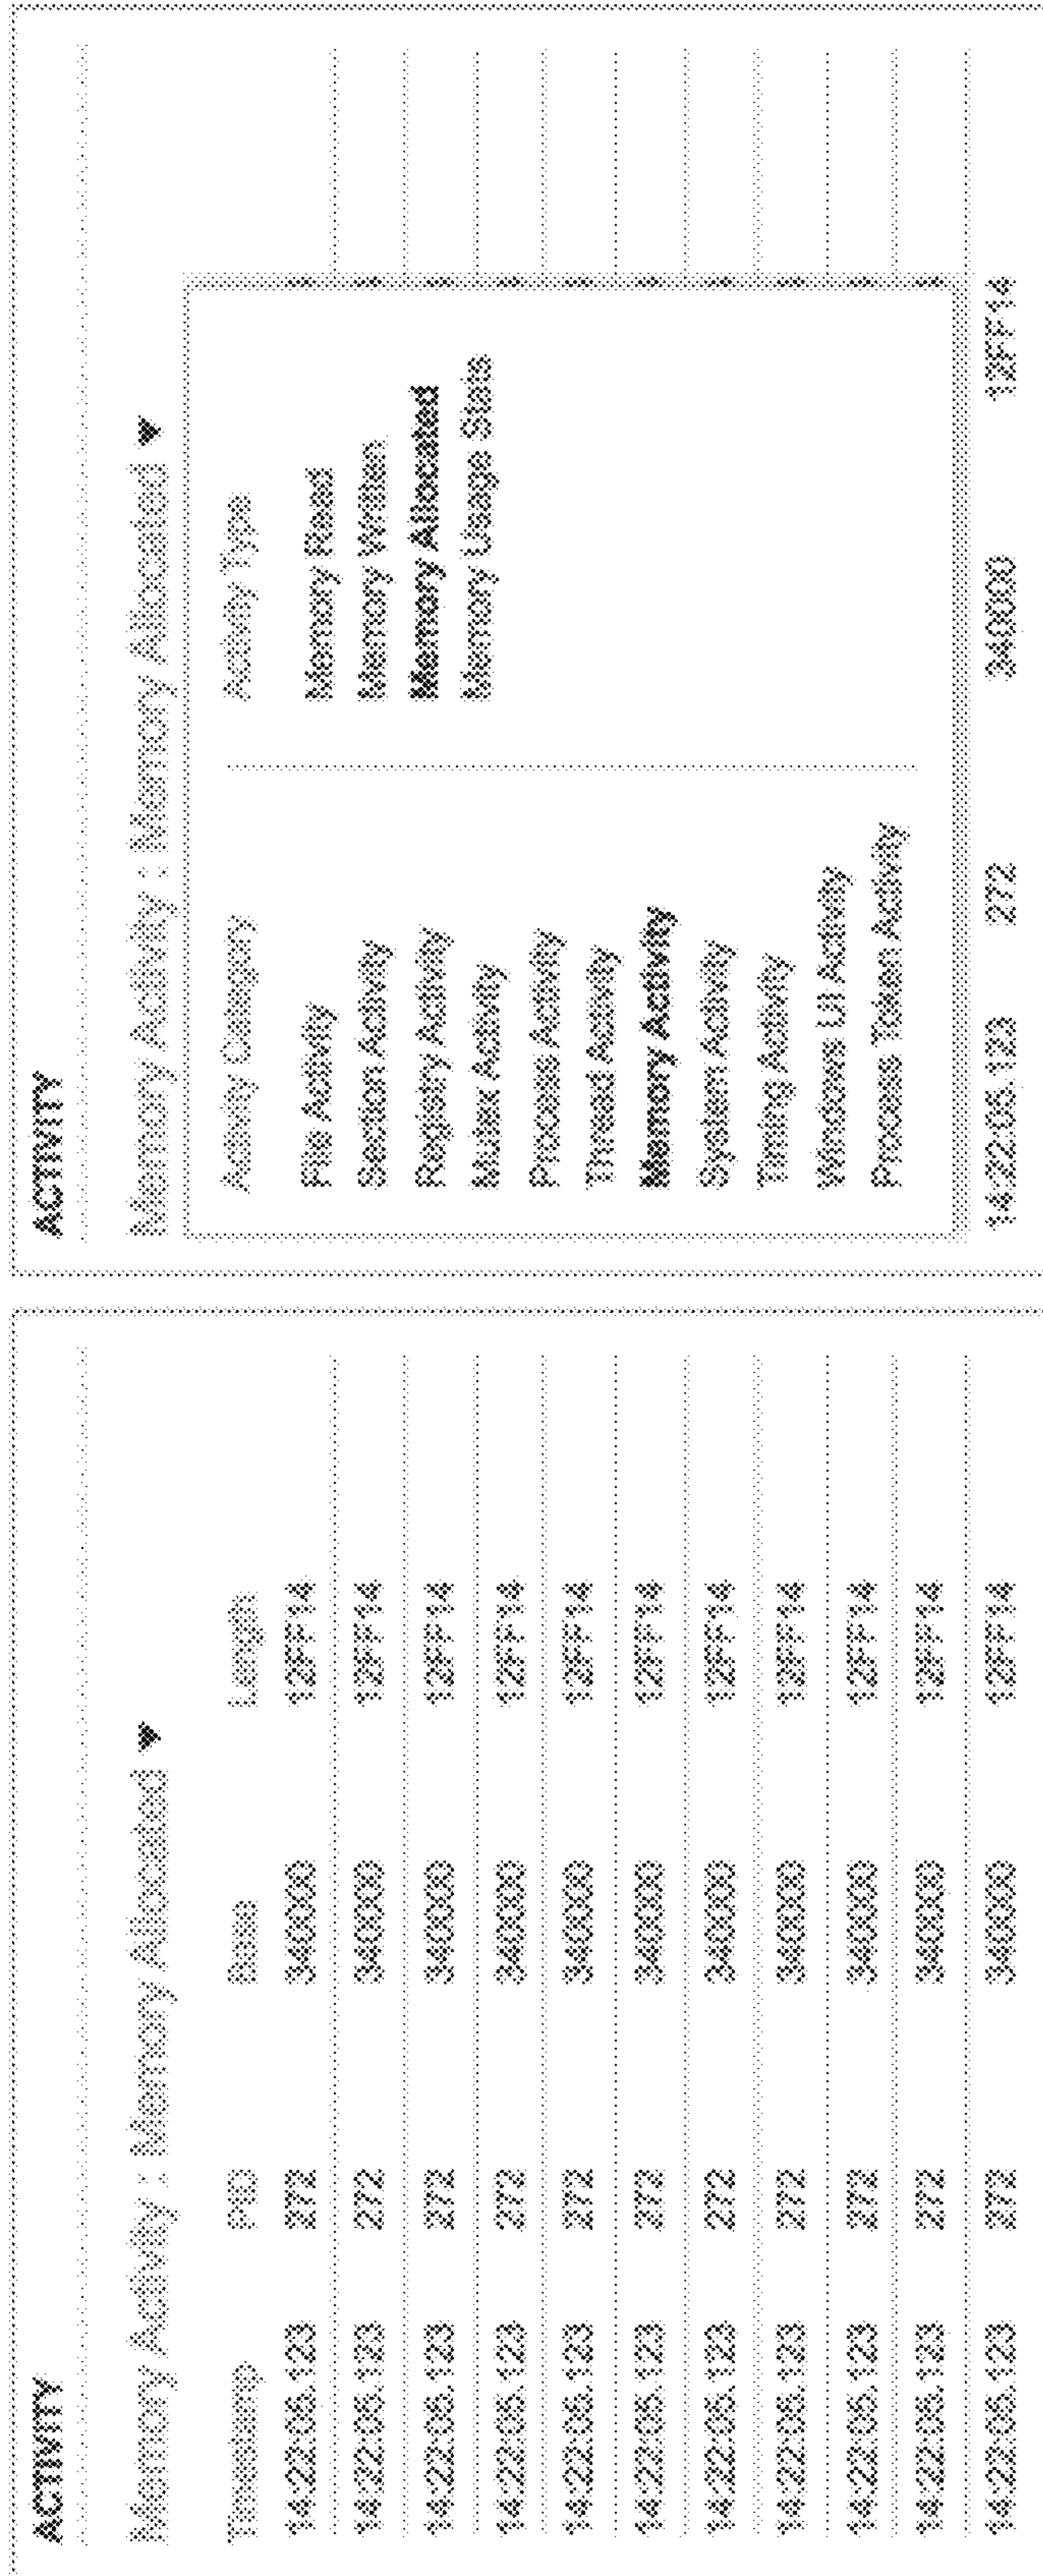 ACTIVITY
Memory Activity : Memory Allocated ▼
Timestamp PID Base Length
14:22:05.123 272 340000 12FF14
14:22:05.123 272 340000 12FF14
14:22:05.123 272 340000 12FF14
14:22:05.123 272 340000 12FF14
14:22:05.123 272 340000 12FF14
14:22:05.123 272 340000 12FF14
14:22:05.123 272 340000 12FF14
14:22:05.123 272 340000 12FF14
14:22:05.123 272 340000 12FF14
14:22:05.123 272 340000 12FF14
14:22:05.123 272 340000 12FF14
ACTIVITY
Memory Activity : Memory Allocated ▼
Activity Category
File Activity
Section Activity
Registry Activity
Mutex Activity
Process Activity
Thread Activity
Memory Activity
System Activity
Timing Activity
Windows UI Activity
Process Token Activity
Activity Type
Memory Read
Memory Written
Memory Allocated
Memory Usage Stats
14:22:05.123 272 340000 12FF14